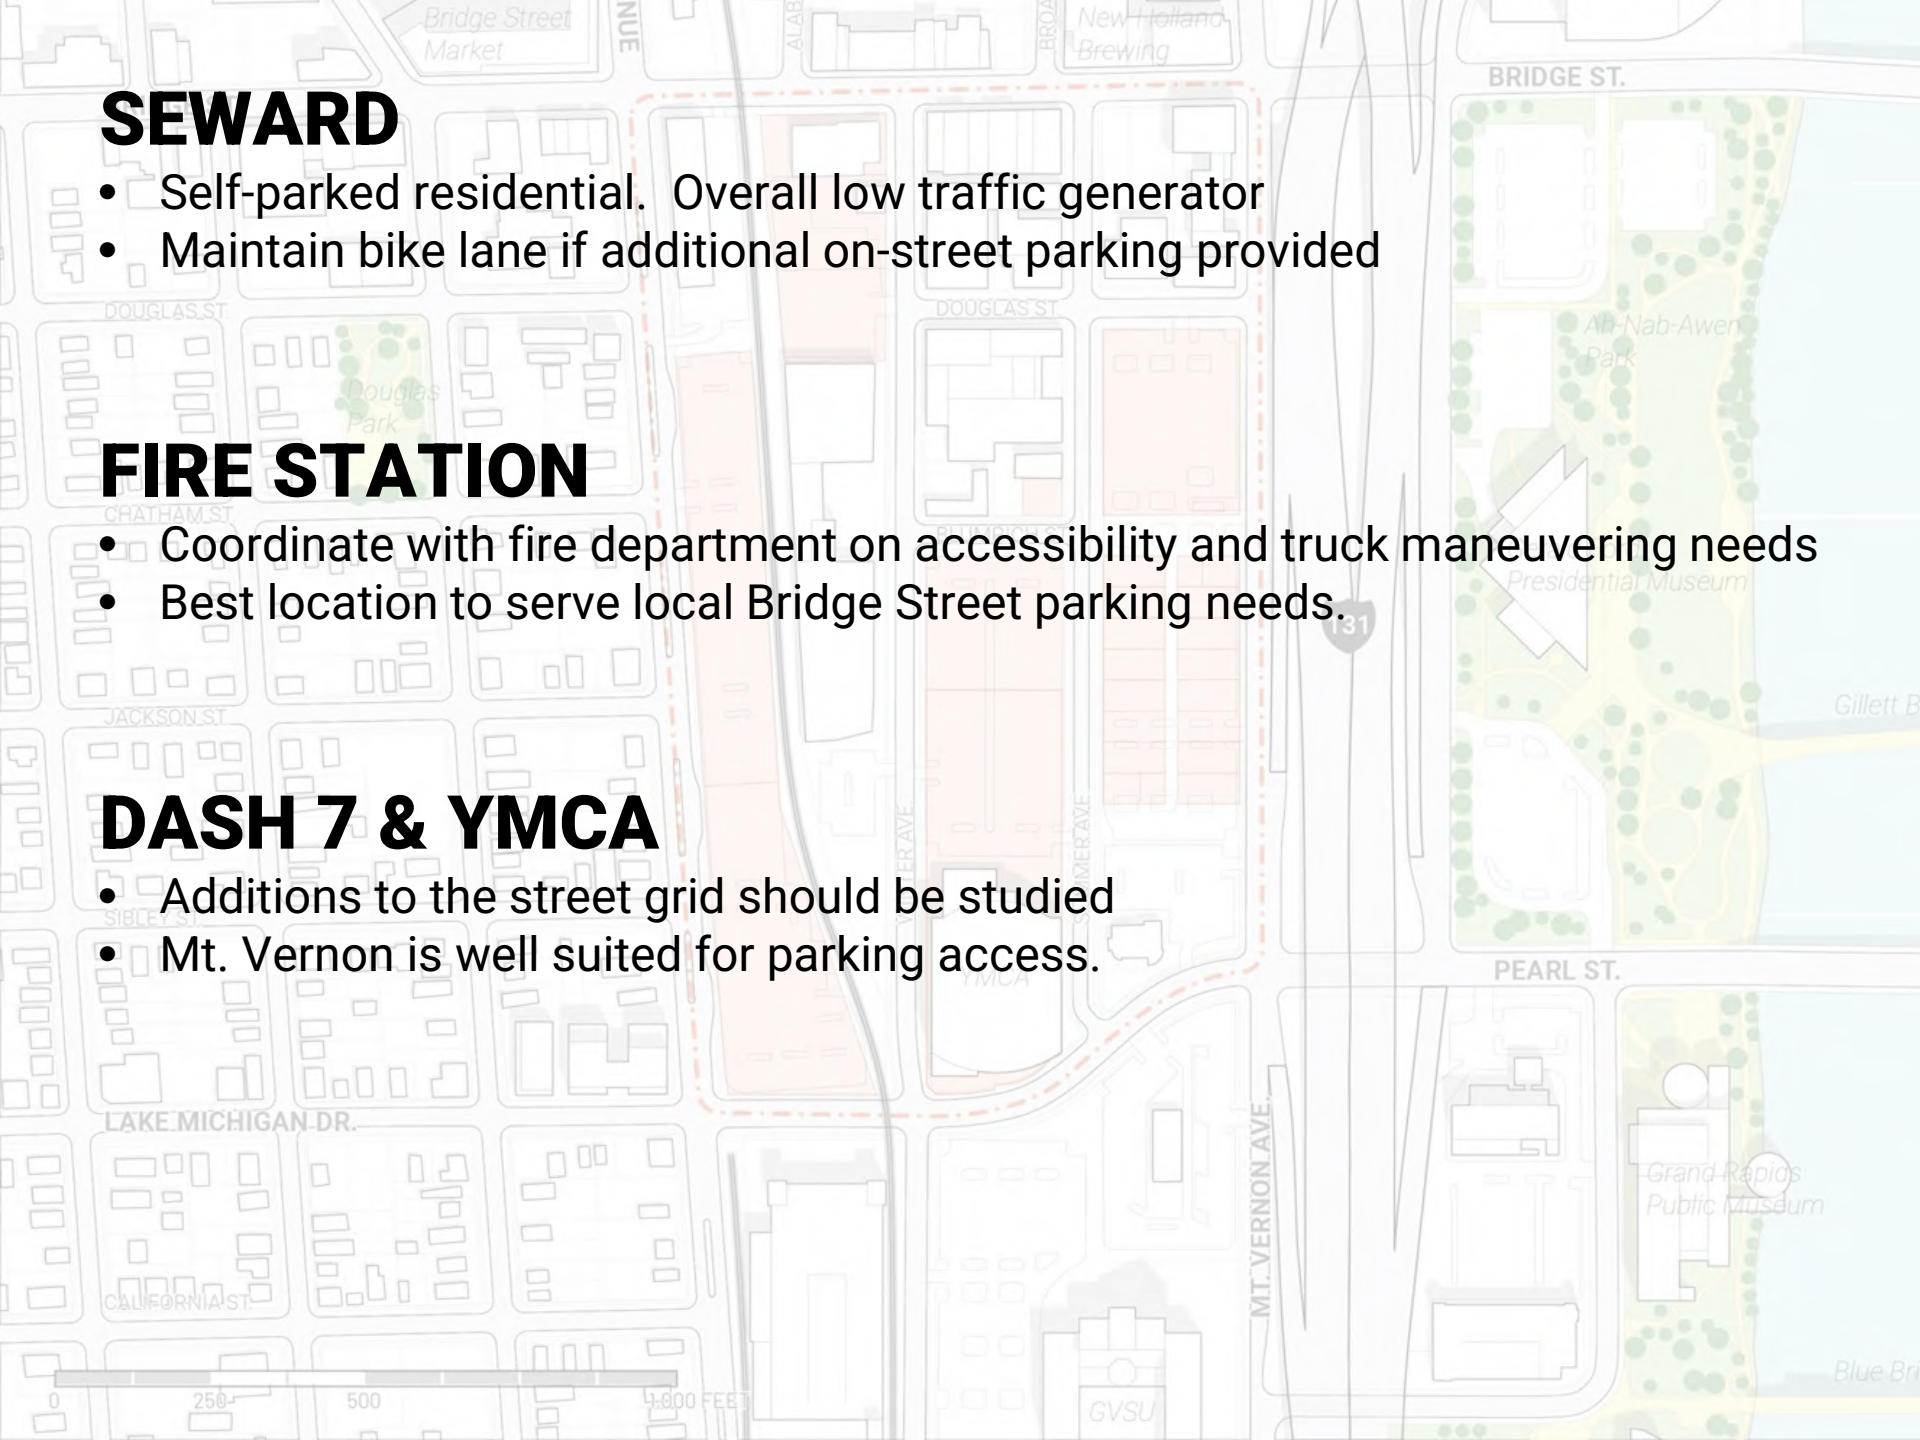 Bridge Street
Market
NUE
New Holland
Brewing
BRIDGE ST.
SEWARD
• Self-parked residential.  Overall low traffic generator
• Maintain bike lane if additional on-street parking provided
DOUGLAS ST.
DOUGLAS ST.
Ah-Nab-Awen
Park
Douglas
Park
FIRE STATION
CHATHAM ST.
• Coordinate with fire department on accessibility and truck maneuvering needs
Presidential Museum
• Best location to serve local Bridge Street parking needs.
131
Gillett B
JACKSON ST.
DASH 7 & YMCA
• Additions to the street grid should be studied
SIBLEY ST.
• Mt. Vernon is well suited for parking access.
YMCA
PEARL ST.
LAKE MICHIGAN DR.
MT. VERNON AVE.
Grand Rapids
Public Museum
CALIFORNIA ST.
0 250 500 1,000 FEET
GVSU
Blue Bri